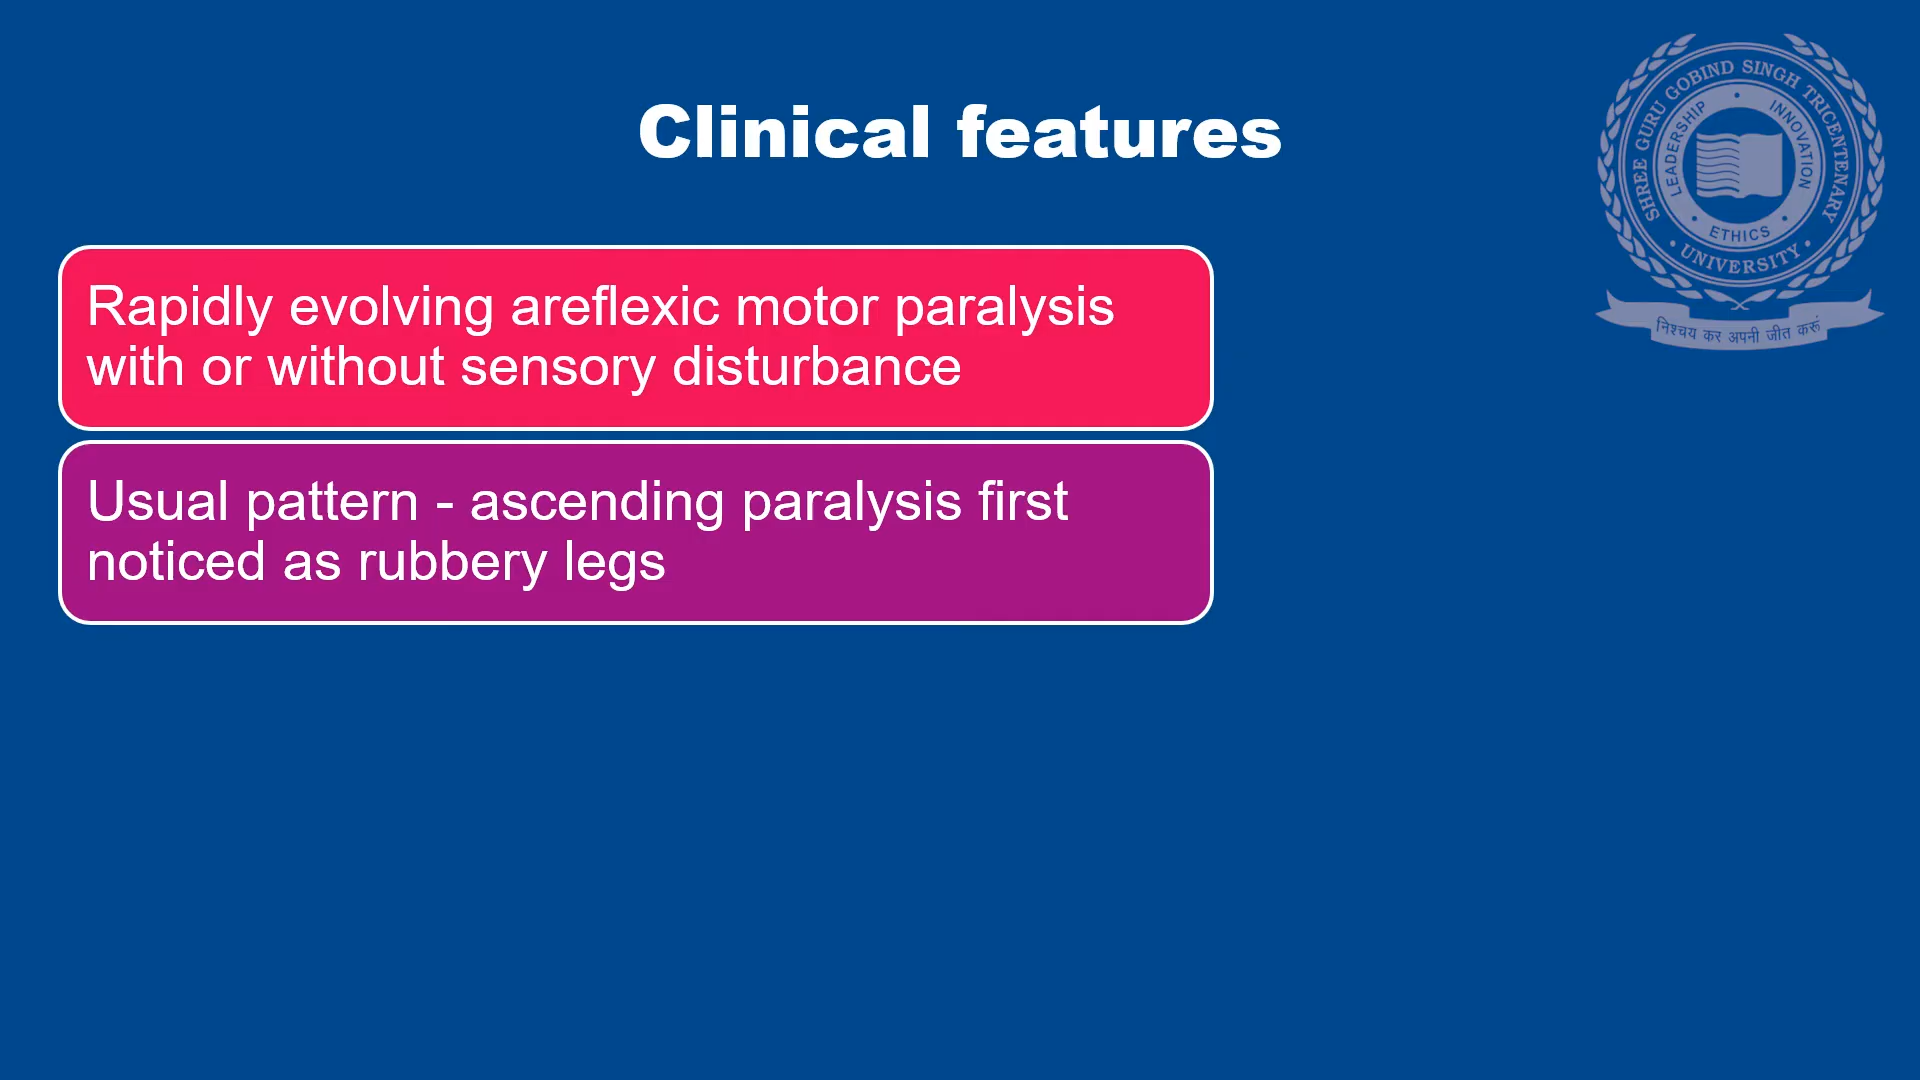 Clinical features
SHREE GURU GOBIND SINGH TRICENTENARY
• UNIVERSITY •
LEADERSHIP • INNOVATION
• ETHICS •
निश्चय कर अपनी जीत करूं
Rapidly evolving areflexic motor paralysis
with or without sensory disturbance
Usual pattern - ascending paralysis first
noticed as rubbery legs